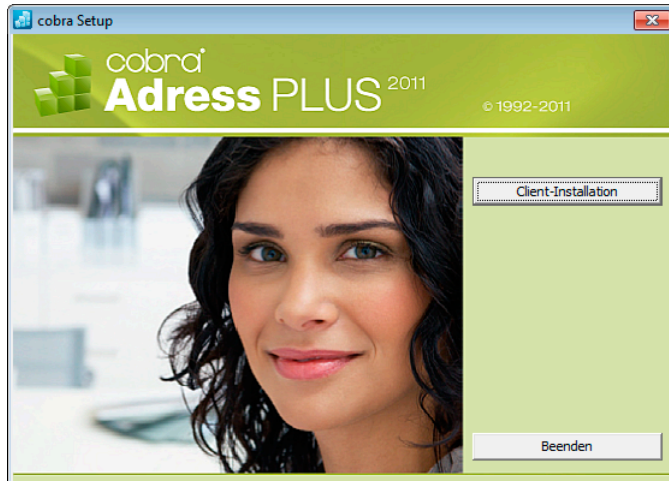 cobra Setup
cobra®
Adress PLUS 2011
© 1992-2011
Client-Installation
Beenden